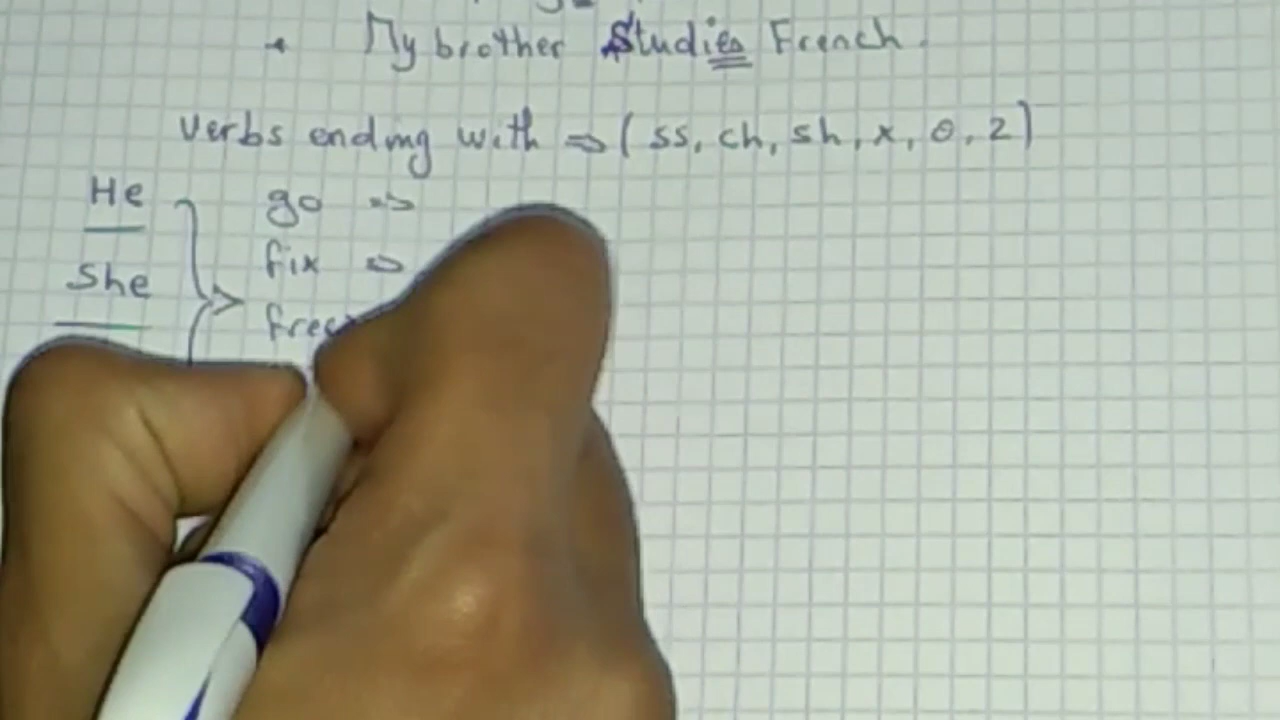 → My brother Studies French.
Verbs ending with ⇒ ( ss, ch, sh, x, o, z )
He
go ⇒
fix ⇒
She